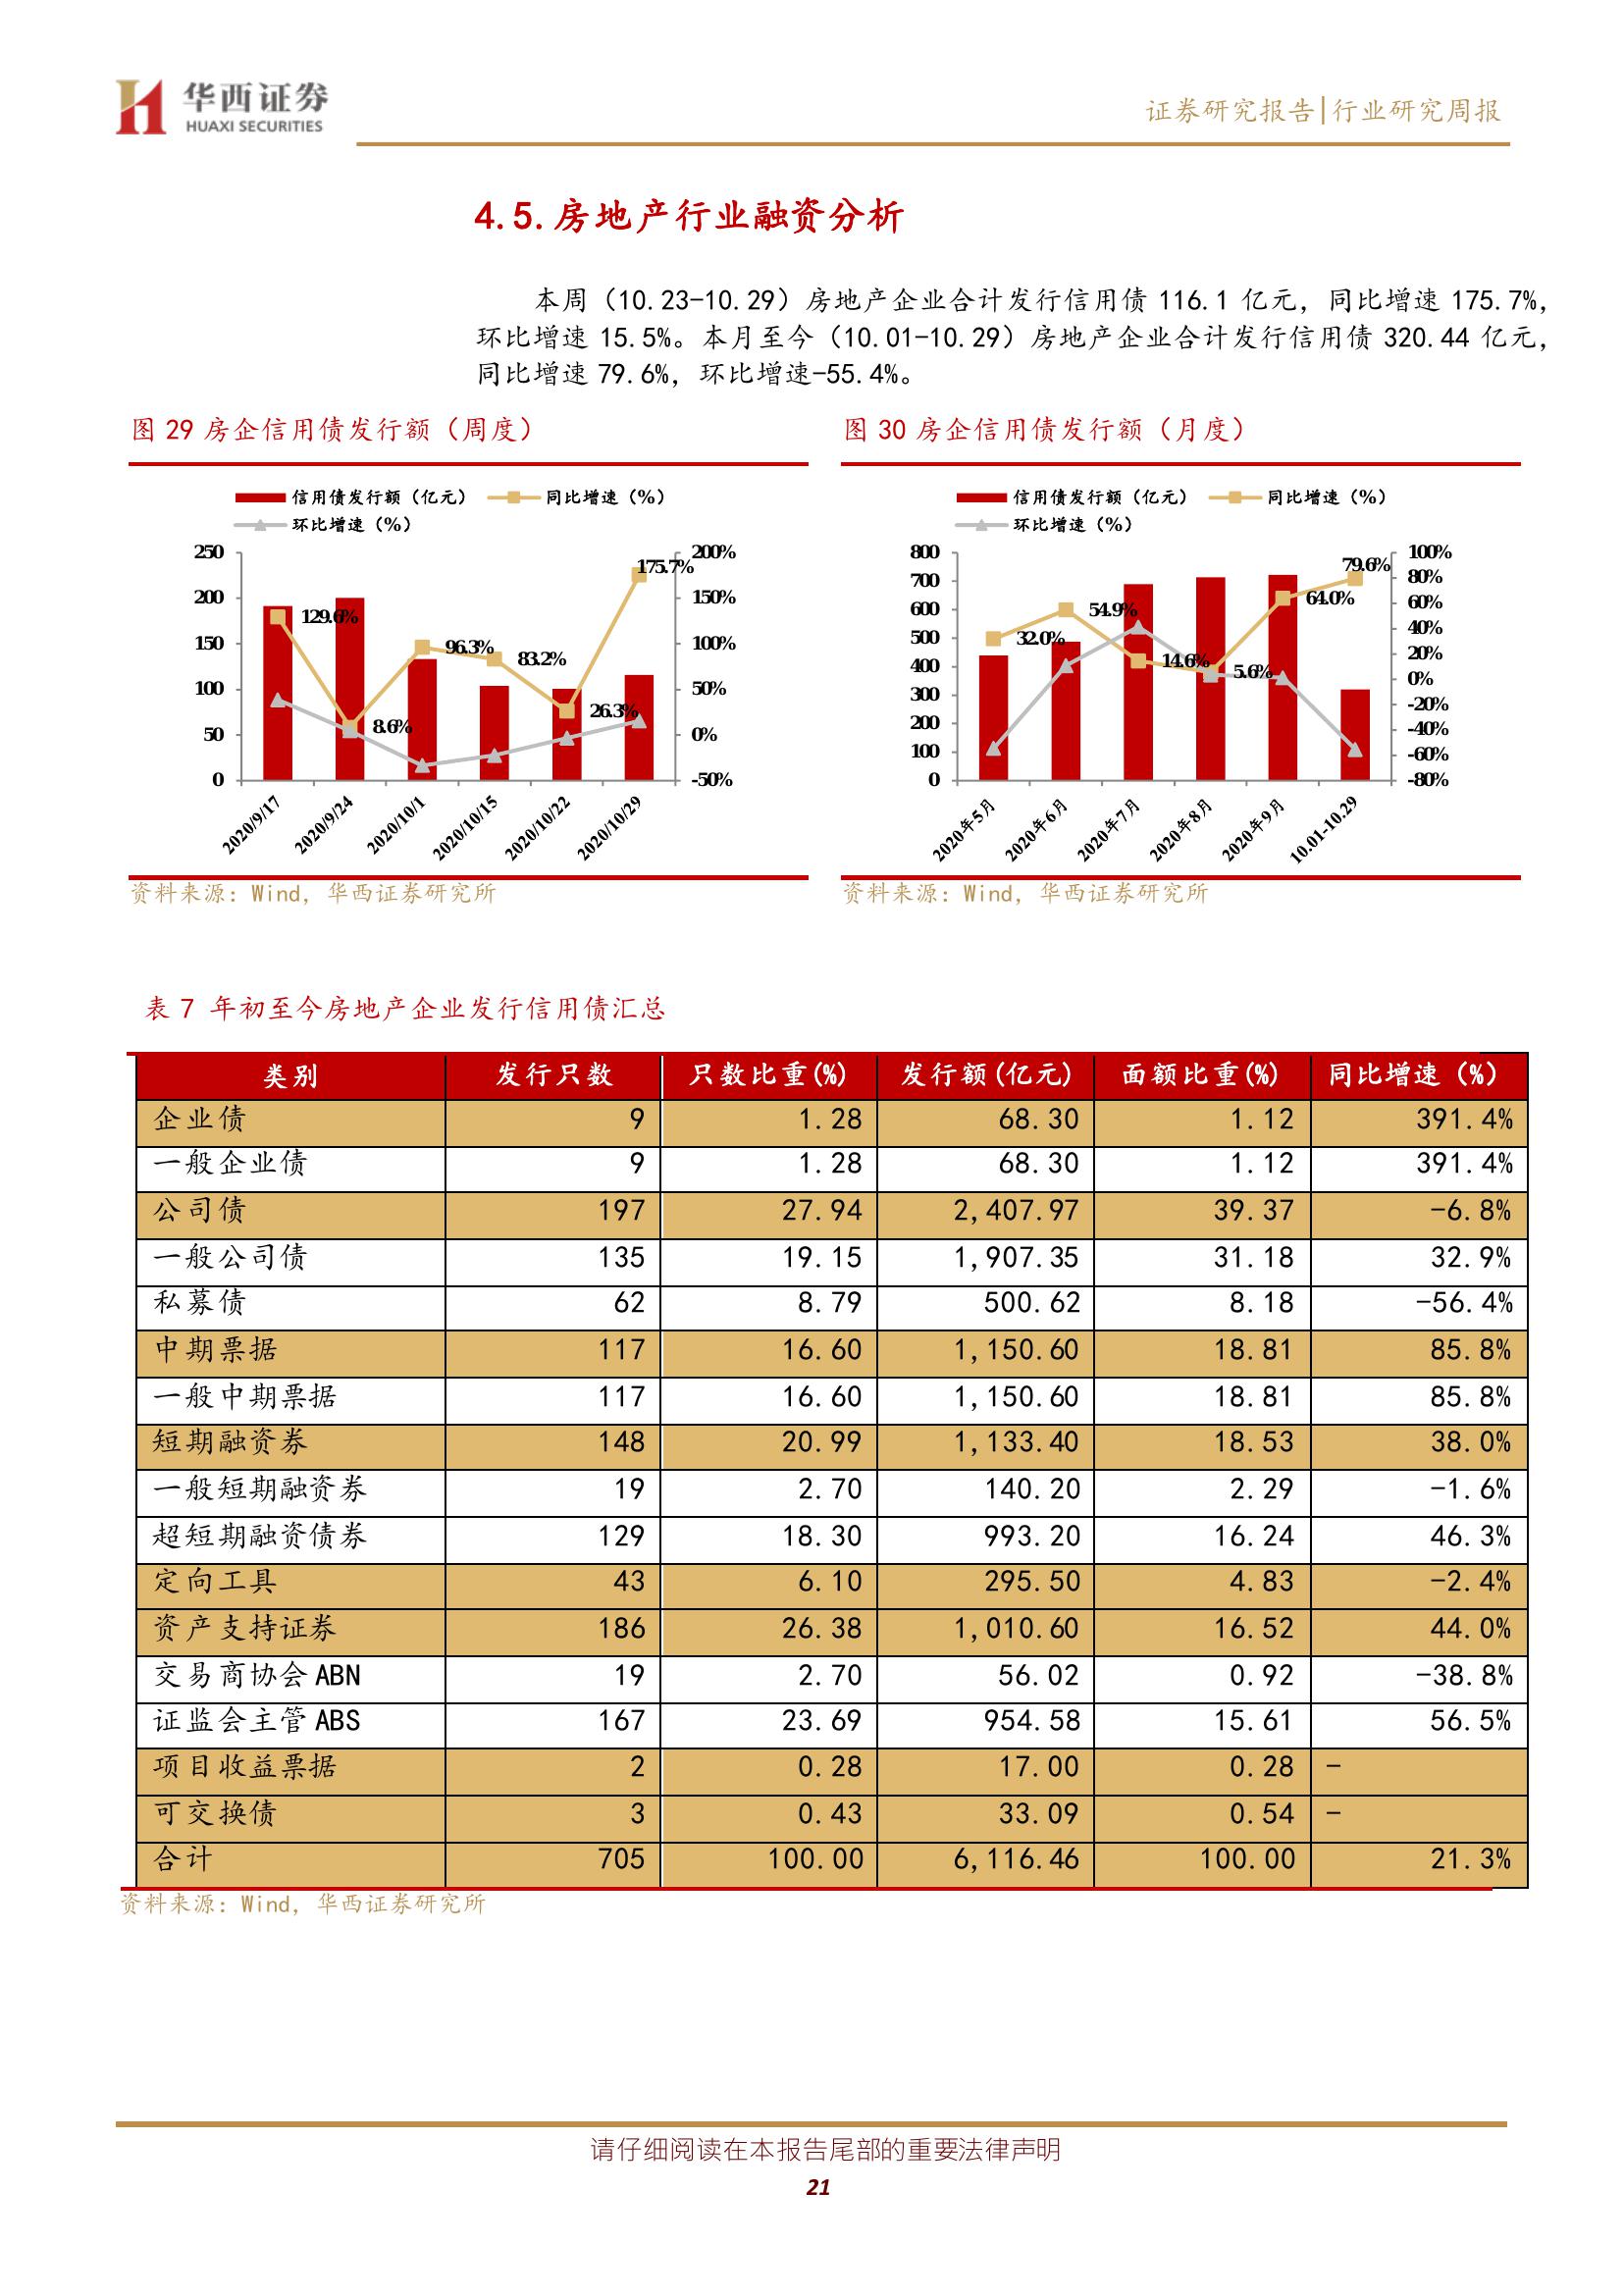 华西证券
HUAXI SECURITIES
证券研究报告|行业研究周报
4.5.房地产行业融资分析
本周（10.23-10.29）房地产企业合计发行信用债 116.1 亿元，同比增速 175.7%，
环比增速 15.5%。本月至今（10.01-10.29）房地产企业合计发行信用债 320.44 亿元，
同比增速 79.6%，环比增速-55.4%。
图 29 房企信用债发行额（周度）
信用债发行额（亿元） 同比增速（%）
环比增速（%）
250
200
150
100
50
0
200%
150%
100%
50%
0%
-50%
129.6%
8.6%
96.3%
83.2%
26.3%
175.7%
2020/9/17
2020/9/24
2020/10/1
2020/10/15
2020/10/22
2020/10/29
资料来源：Wind，华西证券研究所
图 30 房企信用债发行额（月度）
信用债发行额（亿元） 同比增速（%）
环比增速（%）
800
700
600
500
400
300
200
100
0
100%
80%
60%
40%
20%
0%
-20%
-40%
-60%
-80%
32.0%
54.9%
14.6%
5.6%
64.0%
79.6%
2020年5月
2020年6月
2020年7月
2020年8月
2020年9月
10.01-10.29
资料来源：Wind，华西证券研究所
表 7 年初至今房地产企业发行信用债汇总
类别 发行只数 只数比重(%) 发行额(亿元) 面额比重(%) 同比增速（%）
企业债 9 1.28 68.30 1.12 391.4%
一般企业债 9 1.28 68.30 1.12 391.4%
公司债 197 27.94 2,407.97 39.37 -6.8%
一般公司债 135 19.15 1,907.35 31.18 32.9%
私募债 62 8.79 500.62 8.18 -56.4%
中期票据 117 16.60 1,150.60 18.81 85.8%
一般中期票据 117 16.60 1,150.60 18.81 85.8%
短期融资券 148 20.99 1,133.40 18.53 38.0%
一般短期融资券 19 2.70 140.20 2.29 -1.6%
超短期融资债券 129 18.30 993.20 16.24 46.3%
定向工具 43 6.10 295.50 4.83 -2.4%
资产支持证券 186 26.38 1,010.60 16.52 44.0%
交易商协会ABN 19 2.70 56.02 0.92 -38.8%
证监会主管ABS 167 23.69 954.58 15.61 56.5%
项目收益票据 2 0.28 17.00 0.28 -
可交换债 3 0.43 33.09 0.54 -
合计 705 100.00 6,116.46 100.00 21.3%
资料来源：Wind，华西证券研究所
请仔细阅读在本报告尾部的重要法律声明
21